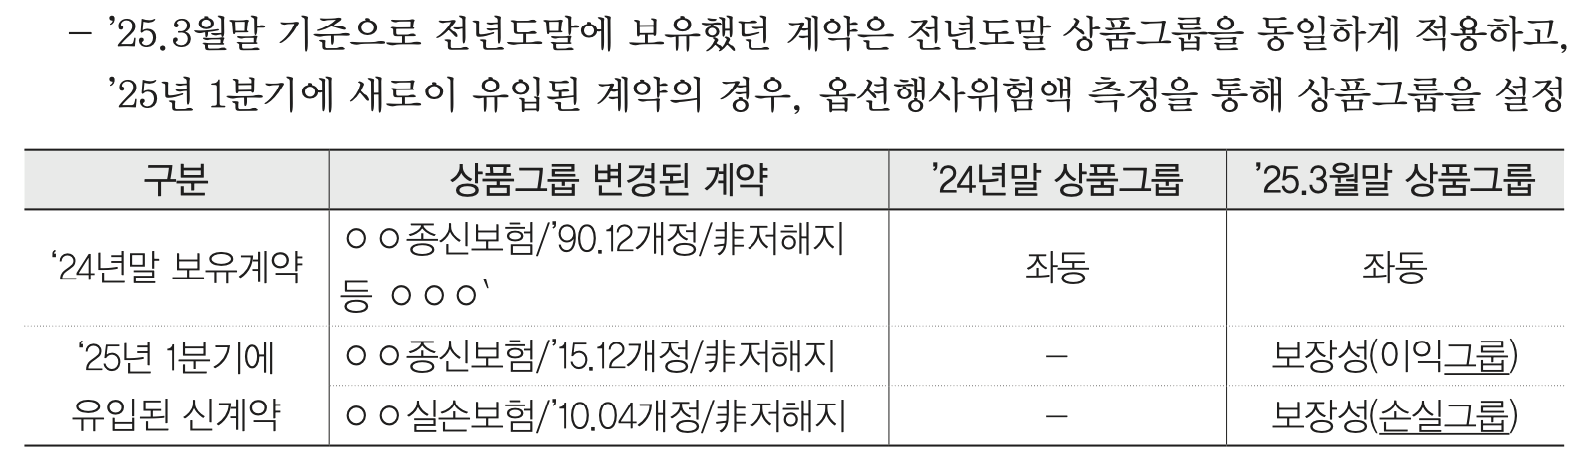 – ’25.3월말 기준으로 전년도말에 보유했던 계약은 전년도말 상품그룹을 동일하게 적용하고,
’25년 1분기에 새로이 유입된 계약의 경우, 옵션행사위험액 측정을 통해 상품그룹을 설정
구분 상품그룹 변경된 계약 ’24년말 상품그룹 ’25.3월말 상품그룹
‘24년말 보유계약 ㅇㅇ종신보험/’90.12개정/非저해지 좌동 좌동
등 ㅇㅇㅇ‵
‘25년 1분기에 ㅇㅇ종신보험/’15.12개정/非저해지 – 보장성(이익그룹)
유입된 신계약 ㅇㅇ실손보험/’10.04개정/非저해지 – 보장성(손실그룹)